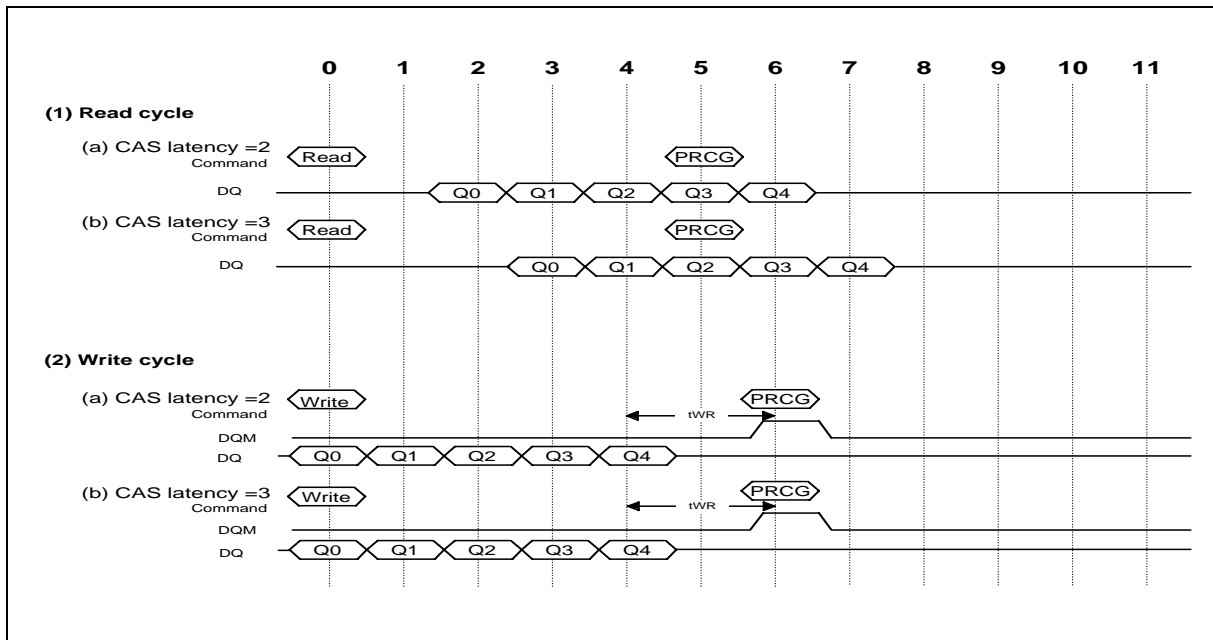 0 1 2 3 4 5 6 7 8 9 10 11
(1) Read cycle
(a) CAS latency =2
Command Read PRCG
DQ Q0 Q1 Q2 Q3 Q4
(b) CAS latency =3
Command Read PRCG
DQ Q0 Q1 Q2 Q3 Q4
(2) Write cycle
(a) CAS latency =2
Command Write tWR PRCG
DQM
DQ Q0 Q1 Q2 Q3 Q4
(b) CAS latency =3
Command Write tWR PRCG
DQM
DQ Q0 Q1 Q2 Q3 Q4